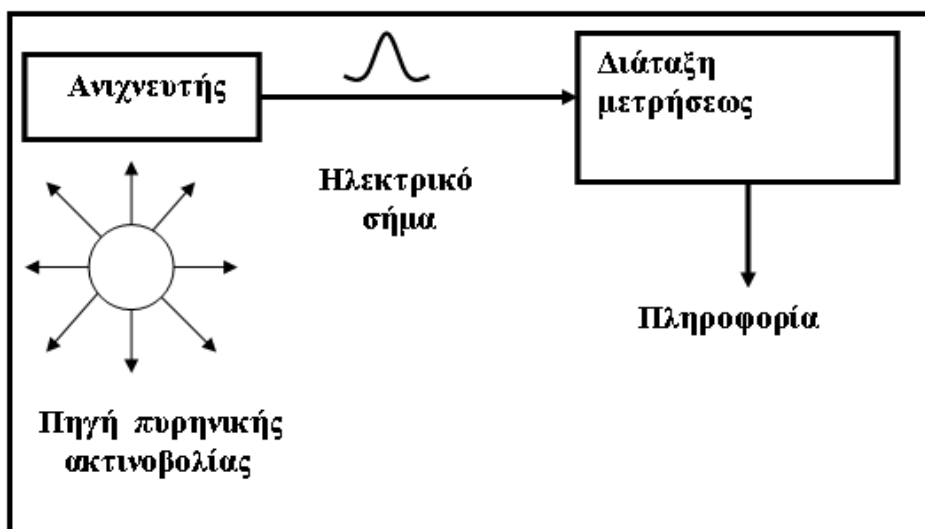 Ανιχνευτής
Διάταξη
μετρήσεως
Ηλεκτρικό
σήμα
Πληροφορία
Πηγή πυρηνικής
ακτινοβολίας